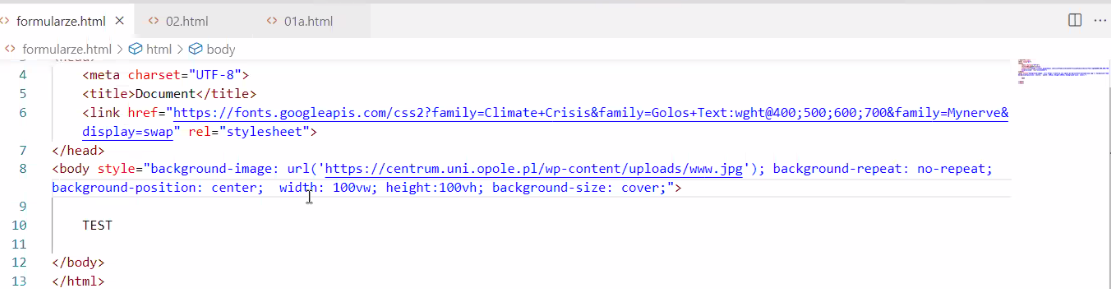 formularze.html × 02.html 01a.html
formularze.html > html > body
4 <meta charset="UTF-8">
5 <title>Document</title>
6 <link href="https://fonts.googleapis.com/css2?family=Climate+Crisis&family=Golos+Text:wght@400;500;600;700&family=Mynerve&
display=swap" rel="stylesheet">
7 </head>
8 <body style="background-image: url('https://centrum.uni.opole.pl/wp-content/uploads/www.jpg'); background-repeat: no-repeat;
background-position: center;  width: 100vw; height:100vh; background-size: cover;">
9
10 TEST
11
12 </body>
13 </html>